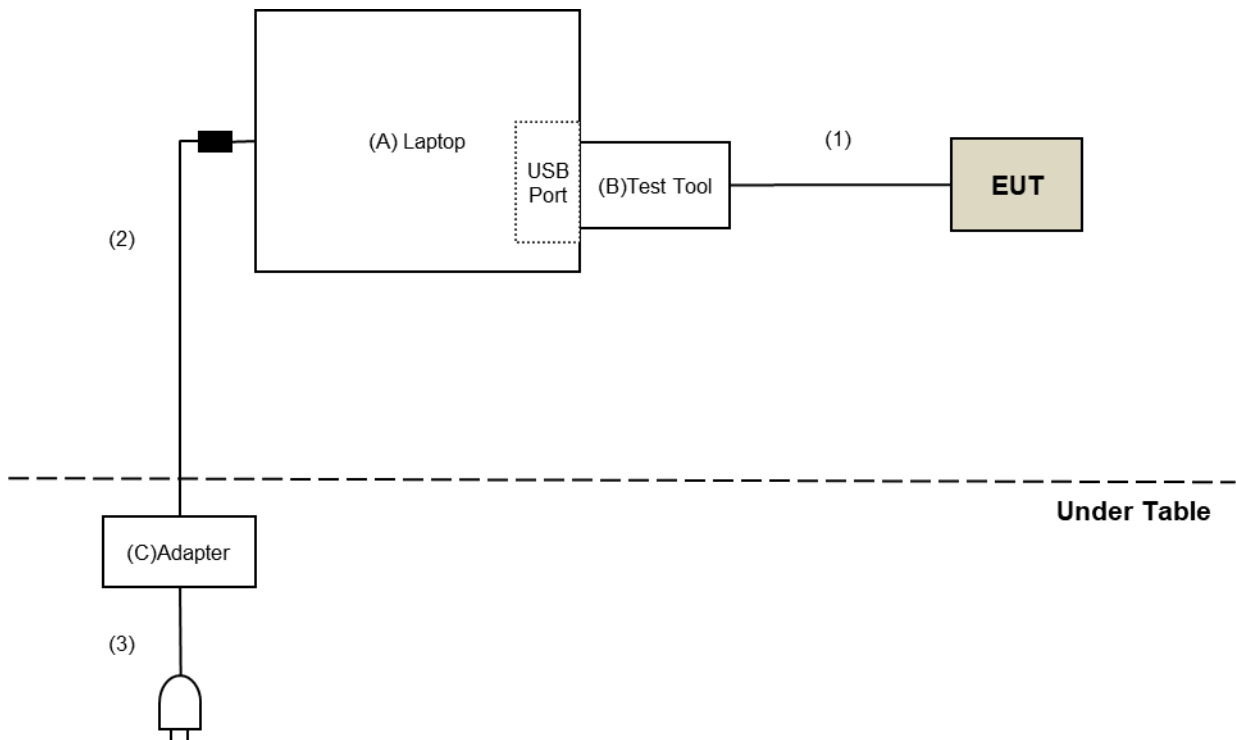 (A) Laptop
USB
Port
(B)Test Tool
(1)
EUT
(2)
Under Table
(C)Adapter
(3)